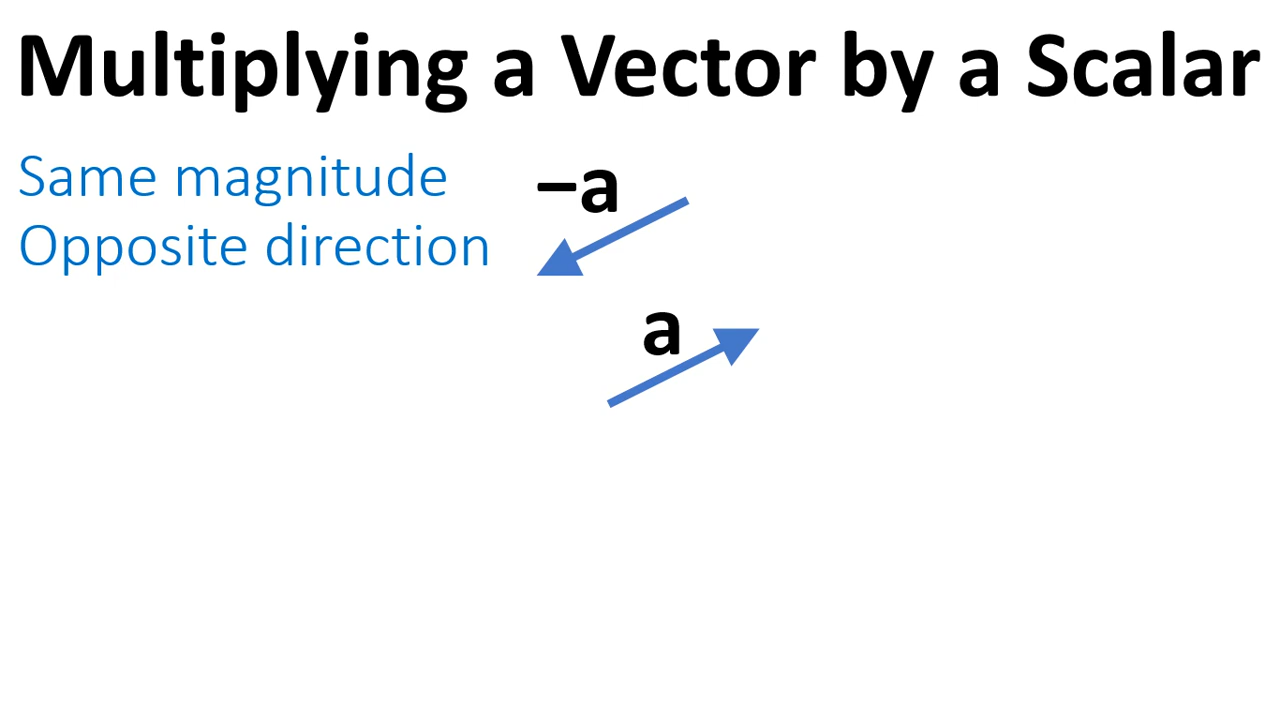 Multiplying a Vector by a Scalar
Same magnitude
Opposite direction
–a
a